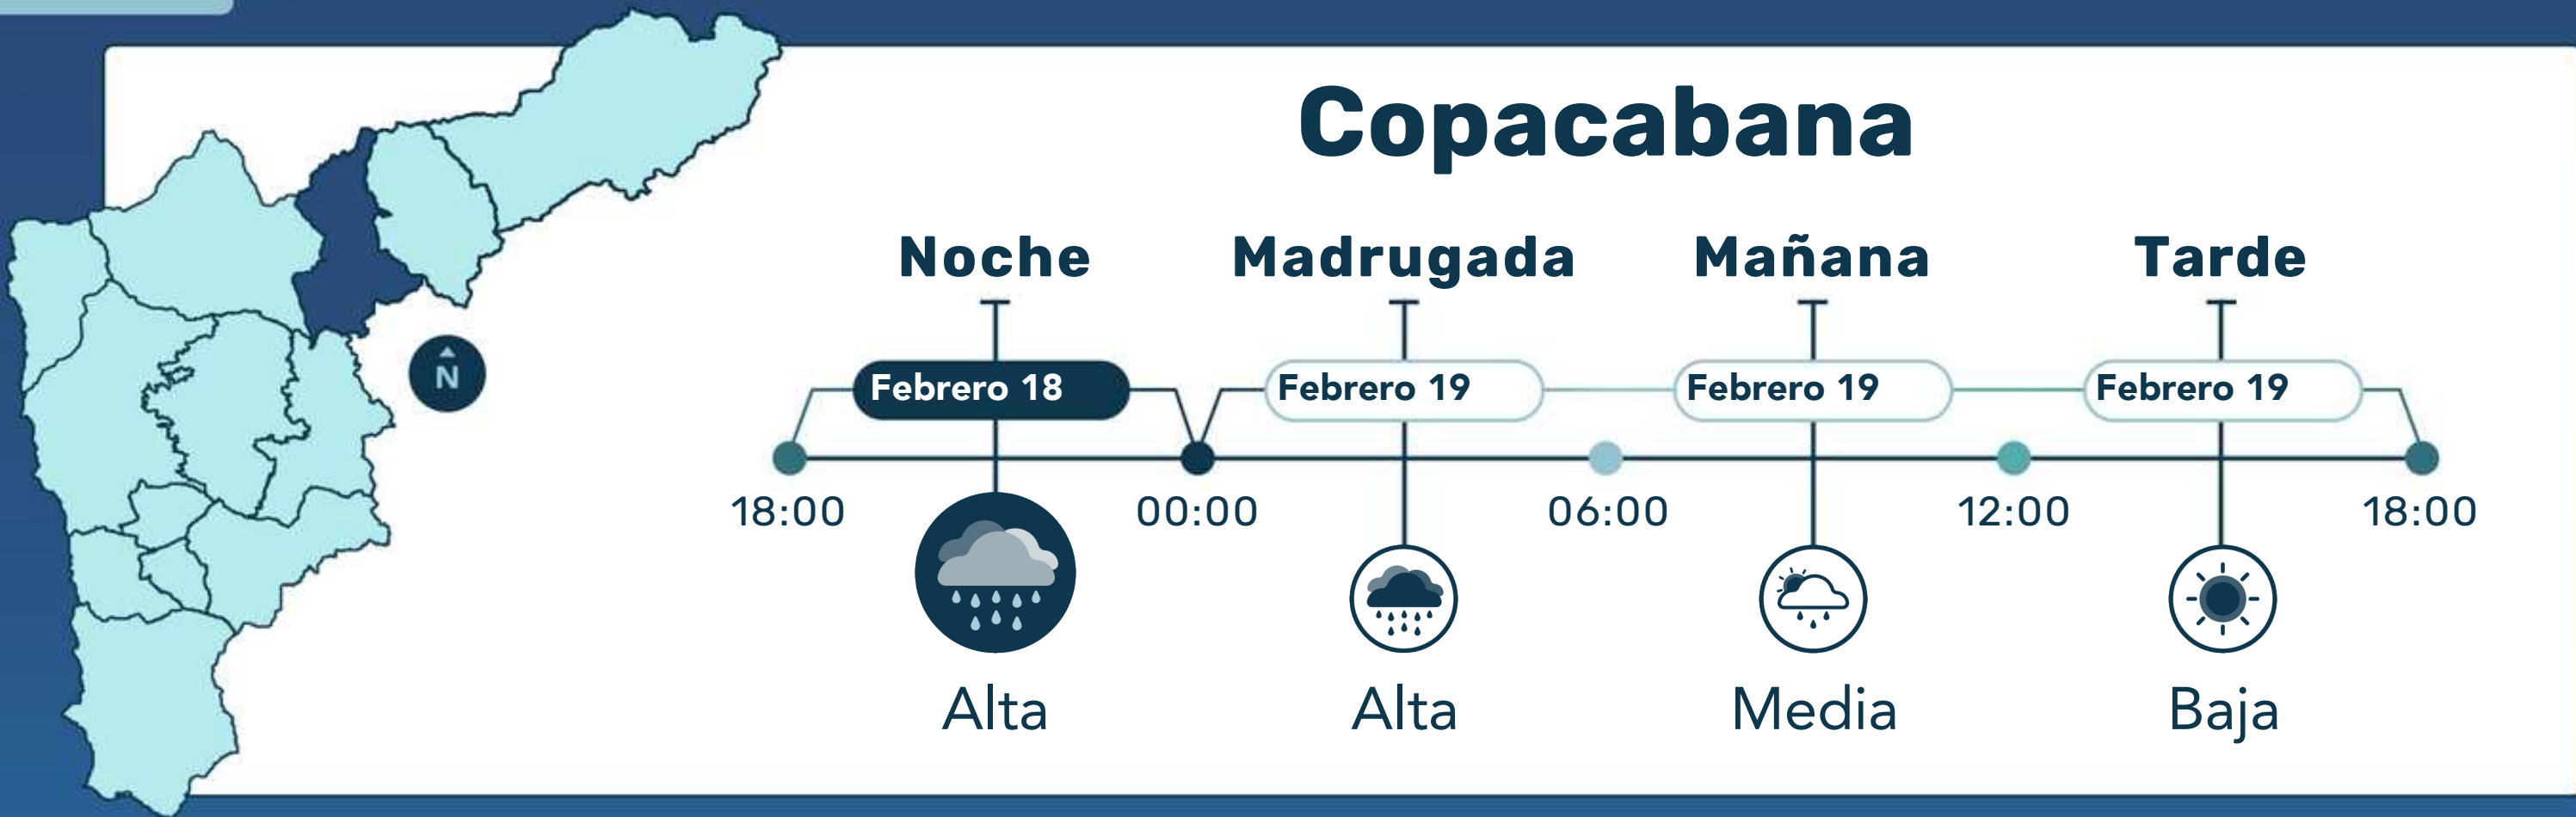 Copacabana
Noche Madrugada Mañana Tarde
Febrero 18 Febrero 19 Febrero 19 Febrero 19
N
18:00 00:00 06:00 12:00 18:00
Alta Alta Media Baja